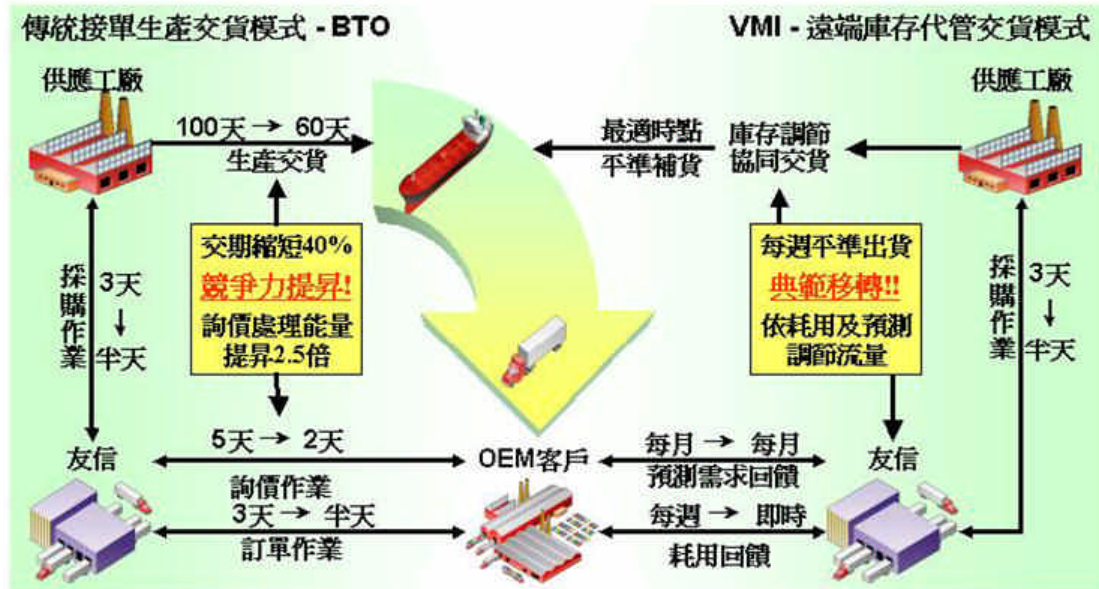 傳統接單生產交貨模式 - BTO
VMI - 遠端庫存代管交貨模式
供應工廠
100天 → 60天
生產交貨
最適時點
平準補貨
庫存調節
協同交貨
供應工廠
交期縮短40%
競爭力提昇!
詢價處理能量
提昇2.5倍
每週平準出貨
典範移轉!!
依耗用及預測
調節流量
採購作業
3天
→
半天
採購作業
3天
→
半天
友信
5天 → 2天
詢價作業
3天 → 半天
訂單作業
OEM客戶
每月 → 每月
預測需求回饋
每週 → 即時
耗用回饋
友信